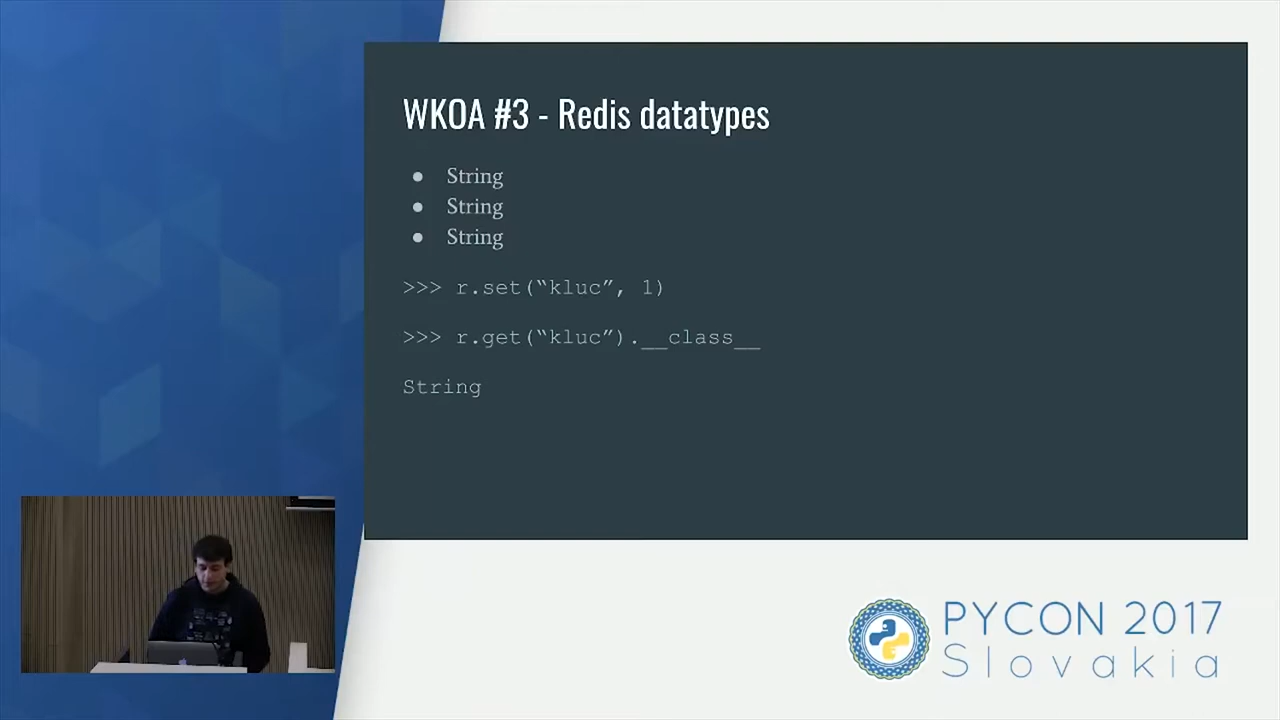 WKOA #3 - Redis datatypes
● String
● String
● String
>>> r.set(“kluc”, 1)
>>> r.get(“kluc”).__class__
String
PYCON 2017
Slovakia